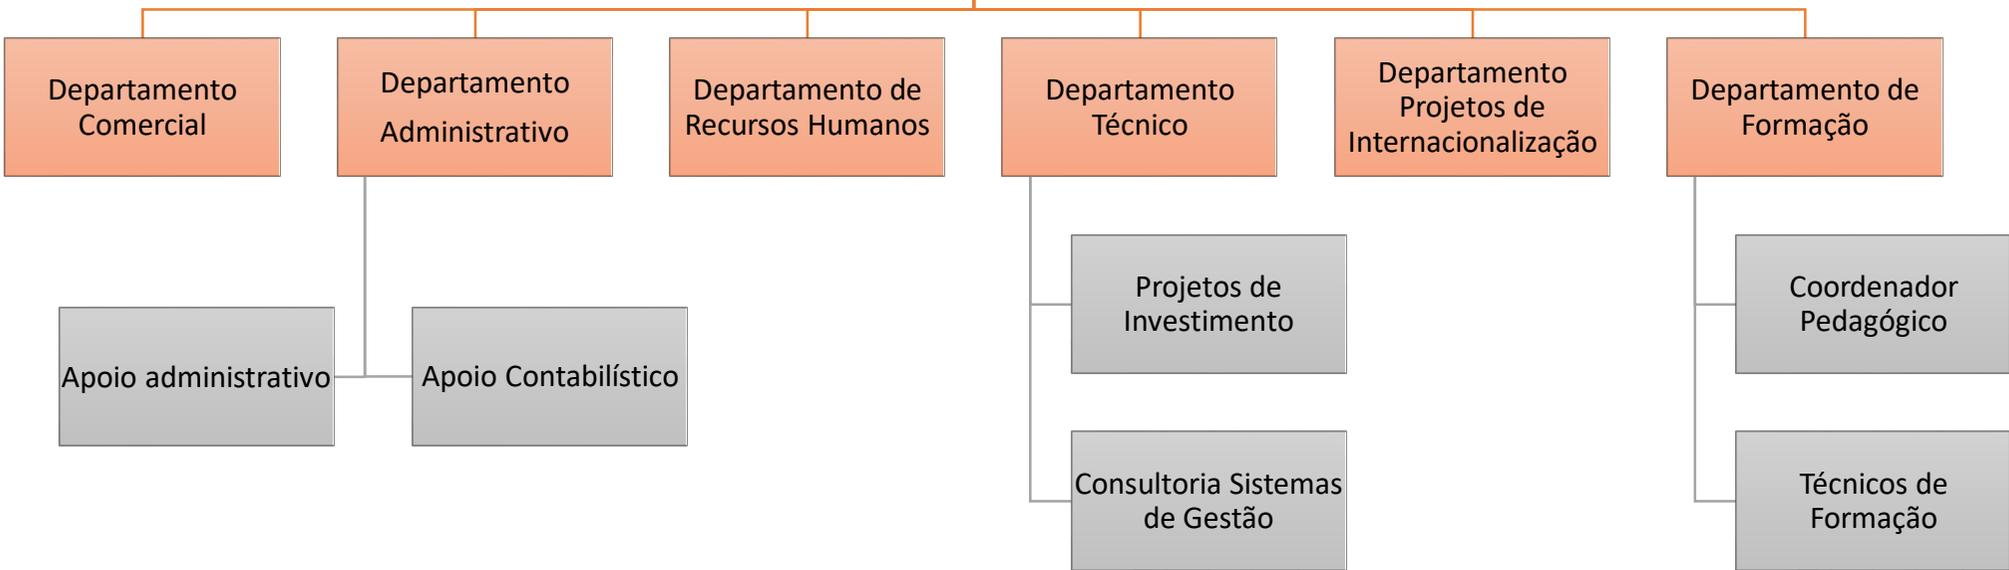 Departamento
Comercial
Departamento
Administrativo
Departamento de
Recursos Humanos
Departamento
Técnico
Departamento
Projetos de
Internacionalização
Departamento de
Formação
Apoio administrativo
Apoio Contabilístico
Projetos de
Investimento
Consultoria Sistemas
de Gestão
Coordenador
Pedagógico
Técnicos de
Formação